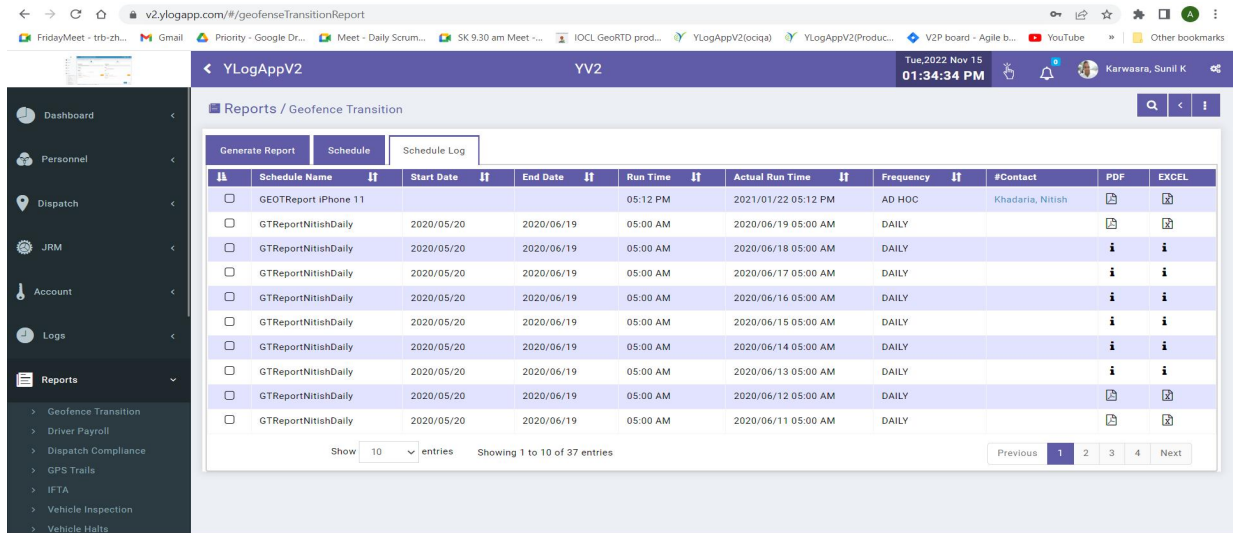 v2.ylogapp.com/#/geofenseTransitionReport
A
FridayMeet - trb-zh... Gmail Priority - Google Dr... Meet - Daily Scrum... SK 9.30 am Meet -... IOCL GeoRTD prod... YLogAppV2(ociqa) YLogAppV2(Produc... V2P board - Agile b... YouTube » Other bookmarks
YLogAppV2 YV2 Tue,2022 Nov 15 01:34:34 PM 0 Karwasra, Sunil K
Dashboard
Personnel
Dispatch
JRM
Account
Logs
Reports
> Geofence Transition
> Driver Payroll
> Dispatch Compliance
> GPS Trails
> IFTA
> Vehicle Inspection
> Vehicle Halts
Reports / Geofence Transition
Generate Report Schedule Schedule Log
Schedule Name Start Date End Date Run Time Actual Run Time Frequency #Contact PDF EXCEL
GEOTReport iPhone 11 05:12 PM 2021/01/22 05:12 PM AD HOC Khadaria, Nitish
GTReportNitishDaily 2020/05/20 2020/06/19 05:00 AM 2020/06/19 05:00 AM DAILY
GTReportNitishDaily 2020/05/20 2020/06/19 05:00 AM 2020/06/18 05:00 AM DAILY i i
GTReportNitishDaily 2020/05/20 2020/06/19 05:00 AM 2020/06/17 05:00 AM DAILY i i
GTReportNitishDaily 2020/05/20 2020/06/19 05:00 AM 2020/06/16 05:00 AM DAILY i i
GTReportNitishDaily 2020/05/20 2020/06/19 05:00 AM 2020/06/15 05:00 AM DAILY i i
GTReportNitishDaily 2020/05/20 2020/06/19 05:00 AM 2020/06/14 05:00 AM DAILY i i
GTReportNitishDaily 2020/05/20 2020/06/19 05:00 AM 2020/06/13 05:00 AM DAILY i i
GTReportNitishDaily 2020/05/20 2020/06/19 05:00 AM 2020/06/12 05:00 AM DAILY
GTReportNitishDaily 2020/05/20 2020/06/19 05:00 AM 2020/06/11 05:00 AM DAILY
Show 10 entries Showing 1 to 10 of 37 entries Previous 1 2 3 4 Next